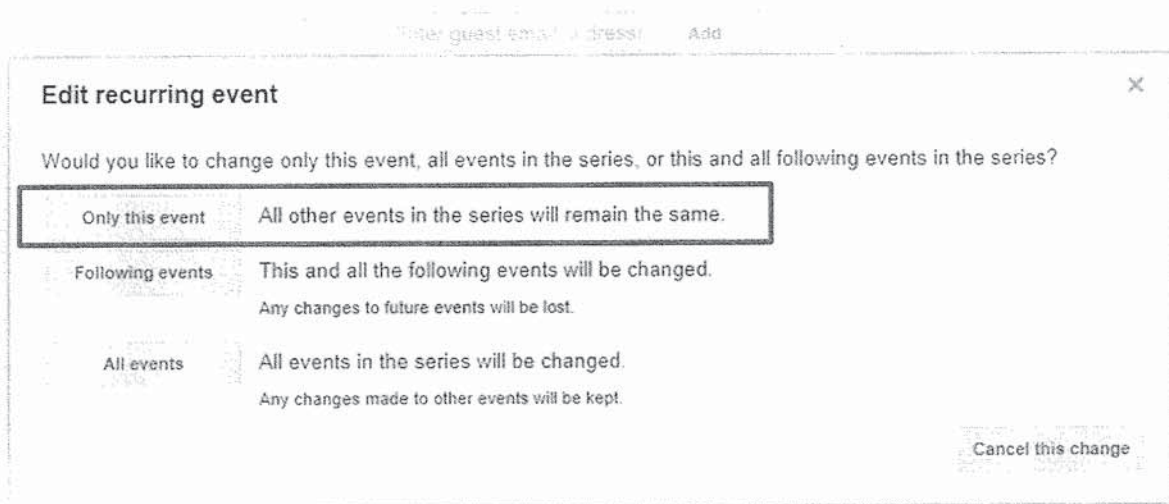 Enter guest email address Add
Edit recurring event ×
Would you like to change only this event, all events in the series, or this and all following events in the series?
Only this event All other events in the series will remain the same.
Following events This and all the following events will be changed.
Any changes to future events will be lost.
All events All events in the series will be changed.
Any changes made to other events will be kept.
Cancel this change